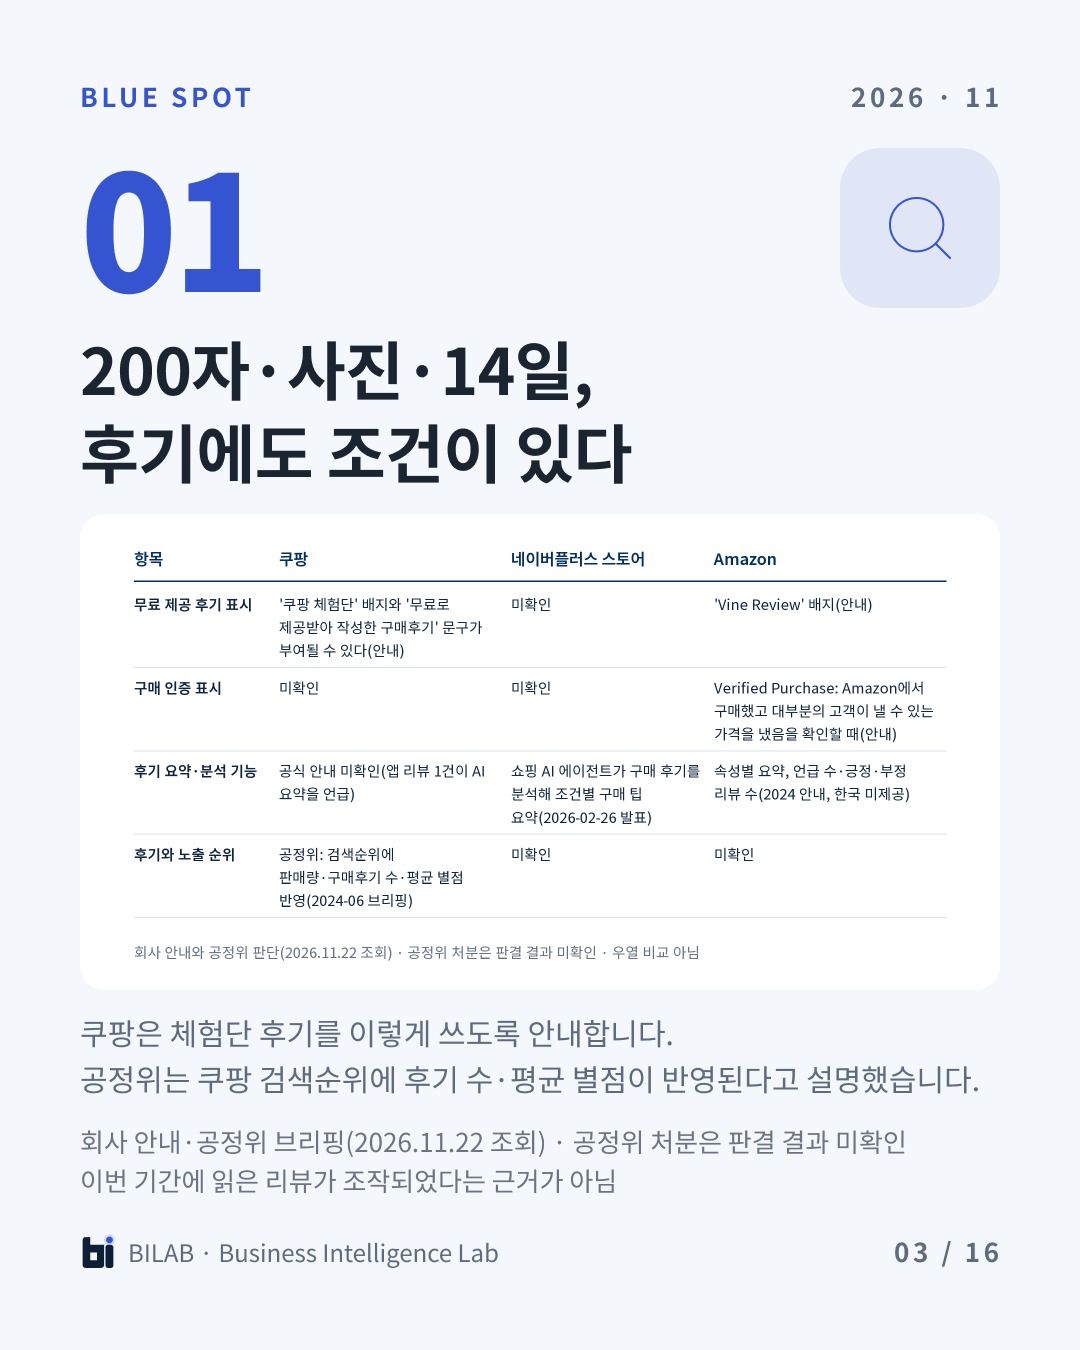 BLUE SPOT
2026 · 11
01
200자·사진·14일,
후기에도 조건이 있다
항목 쿠팡 네이버플러스 스토어 Amazon
무료 제공 후기 표시
'쿠팡 체험단' 배지와 '무료로
제공받아 작성한 구매후기' 문구가
부여될 수 있다(안내)
미확인
'Vine Review' 배지(안내)
구매 인증 표시
미확인
미확인
Verified Purchase: Amazon에서
구매했고 대부분의 고객이 낼 수 있는
가격을 냈음을 확인할 때(안내)
후기 요약·분석 기능
공식 안내 미확인(앱 리뷰 1건이 AI
요약을 언급)
쇼핑 AI 에이전트가 구매 후기를
분석해 조건별 구매 팁
요약(2026-02-26 발표)
속성별 요약, 언급 수·긍정·부정
리뷰 수(2024 안내, 한국 미제공)
후기와 노출 순위
공정위: 검색순위에
판매량·구매후기 수·평균 별점
반영(2024-06 브리핑)
미확인
미확인
회사 안내와 공정위 판단(2026.11.22 조회) · 공정위 처분은 판결 결과 미확인 · 우열 비교 아님
쿠팡은 체험단 후기를 이렇게 쓰도록 안내합니다.
공정위는 쿠팡 검색순위에 후기 수·평균 별점이 반영된다고 설명했습니다.
회사 안내·공정위 브리핑(2026.11.22 조회) · 공정위 처분은 판결 결과 미확인
이번 기간에 읽은 리뷰가 조작되었다는 근거가 아님
bi BILAB · Business Intelligence Lab
03 / 16